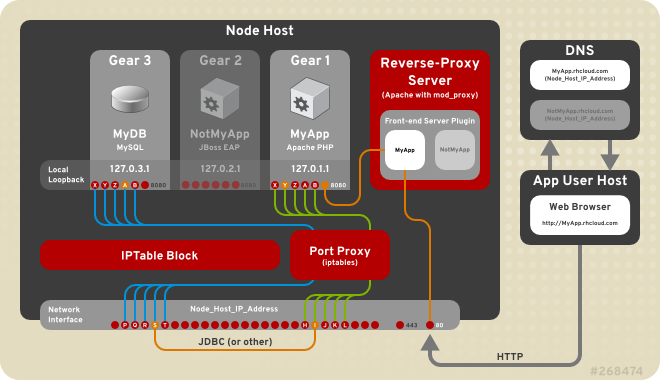 Node Host
Gear 3
MyDB
MySQL
127.0.3.1
X Y Z A B 8080
Gear 2
NotMyApp
JBoss EAP
127.0.2.1
8080
Gear 1
MyApp
Apache PHP
127.0.1.1
X Y Z A B 8080
Local
Loopback
Reverse-Proxy
Server
(Apache with mod_proxy)
Front-end Server Plugin
MyApp
NotMyApp
DNS
MyApp.rhcloud.com
(Node_Host_IP_Address)
NotMyApp.rhcloud.com
(Node_Host_IP_Address)
App User Host
Web Browser
http://MyApp.rhcloud.com
IPTable Block
Port Proxy
(iptables)
Network
Interface
Node_Host_IP_Address
P Q R S T H I J K L 443 80
JDBC (or other)
HTTP
#268474